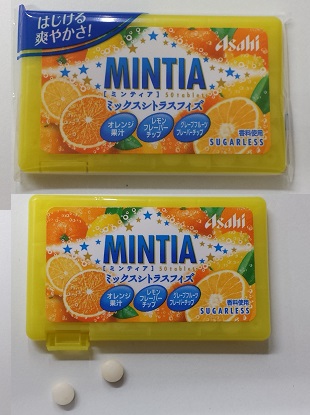 はじける
爽やかさ!
Asahi
MINTIA
[ミンティア] 50tablets
ミックスシトラスフィズ
オレンジ
果汁
レモン
フレーバー
チップ
グレープフルーツ
フレーバーチップ
香料使用
SUGARLESS
Asahi
MINTIA
[ミンティア] 50tablets
ミックスシトラスフィズ
オレンジ
果汁
レモン
フレーバー
チップ
グレープフルーツ
フレーバーチップ
香料使用
SUGARLESS